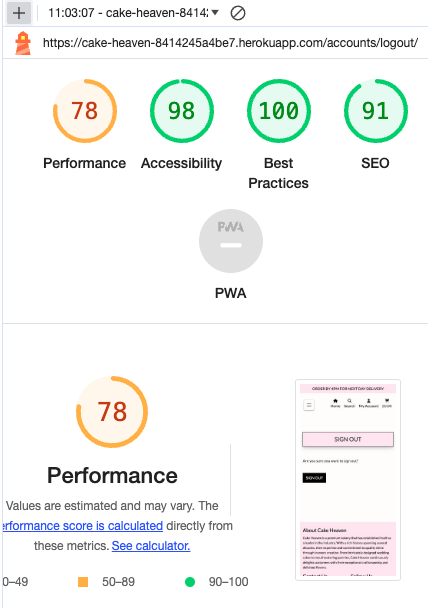 11:03:07 - cake-heaven-8414
https://cake-heaven-8414245a4be7.herokuapp.com/accounts/logout/
78
98
100
91
Performance
Accessibility
Best
Practices
SEO
PWA
PWA
78
Performance
Values are estimated and may vary. The
erformance score is calculated directly from
these metrics. See calculator.
0–49
50–89
90–100
ORDER BY 4PM FOR NEXT DAY DELIVERY
Home
Search
My Account
SIGN OUT
Are you sure you want to sign out?
SIGN OUT
About Cake Heaven